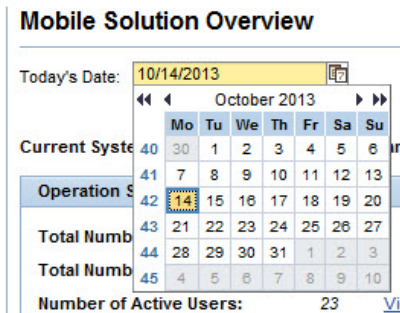 Mobile Solution Overview
Today's Date: 10/14/2013
October 2013
Mo Tu We Th Fr Sa Su
Current Syste 40 30 1 2 3 4 5 6
41 7 8 9 10 11 12 13
Operation S 42 14 15 16 17 18 19 20
Total Numb 43 21 22 23 24 25 26 27
44 28 29 30 31 1 2 3
Total Numb 45 4 5 6 7 8 9 10
Number of Active Users: 23 Vi